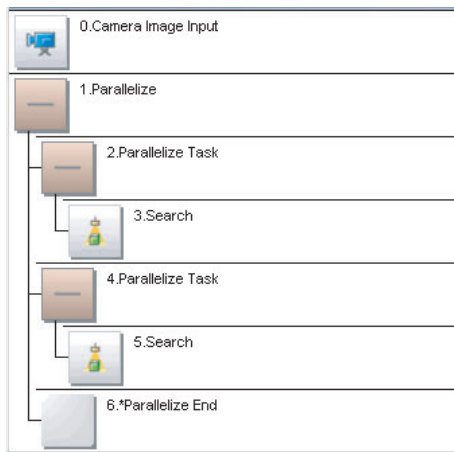 0.Camera Image Input
1.Parallelize
2.Parallelize Task
3.Search
4.Parallelize Task
5.Search
6.*Parallelize End